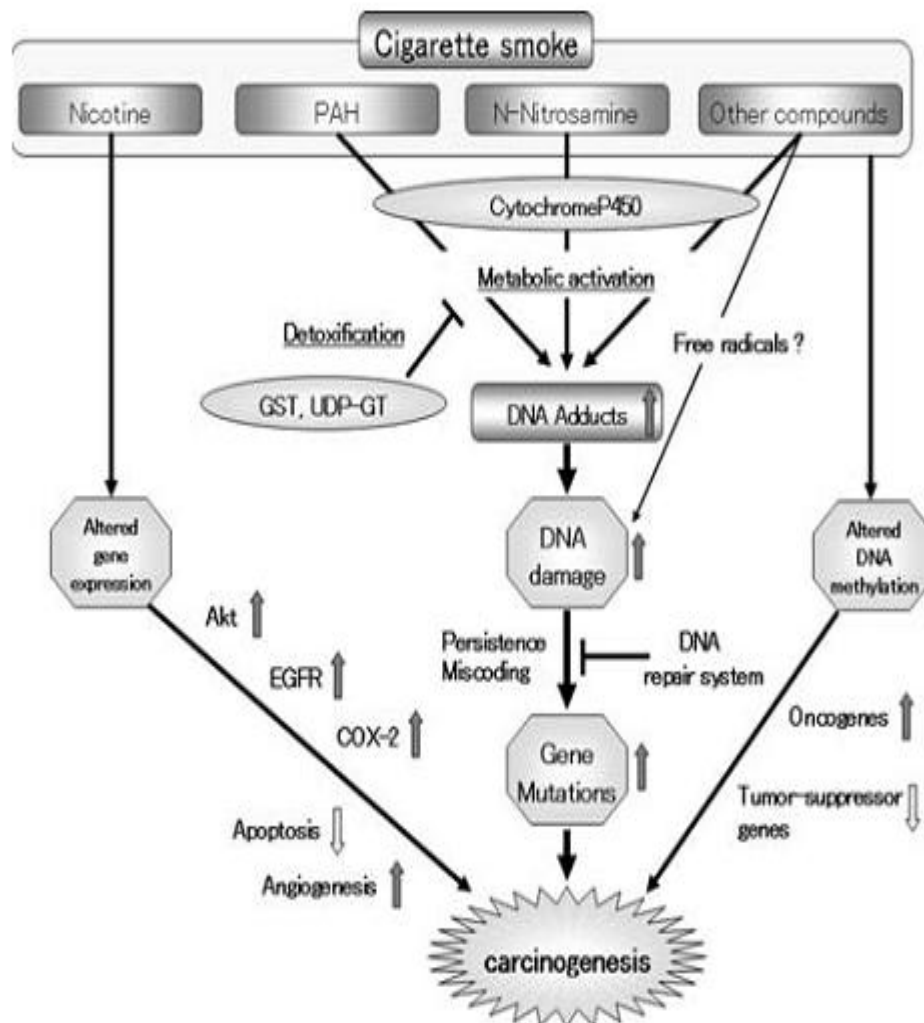 Cigarette smoke
Nicotine
PAH
N-Nitrosamine
Other compounds
CytochromeP450
Metabolic activation
Detoxification
Free radicals ?
GST, UDP-GT
DNA Adducts
Altered
gene
expression
DNA
damage
Altered
DNA
methylation
Akt
Persistence
Miscoding
DNA
repair system
EGFR
COX-2
Oncogenes
Gene
Mutations
Tumor-suppressor
genes
Apoptosis
Angiogenesis
carcinogenesis